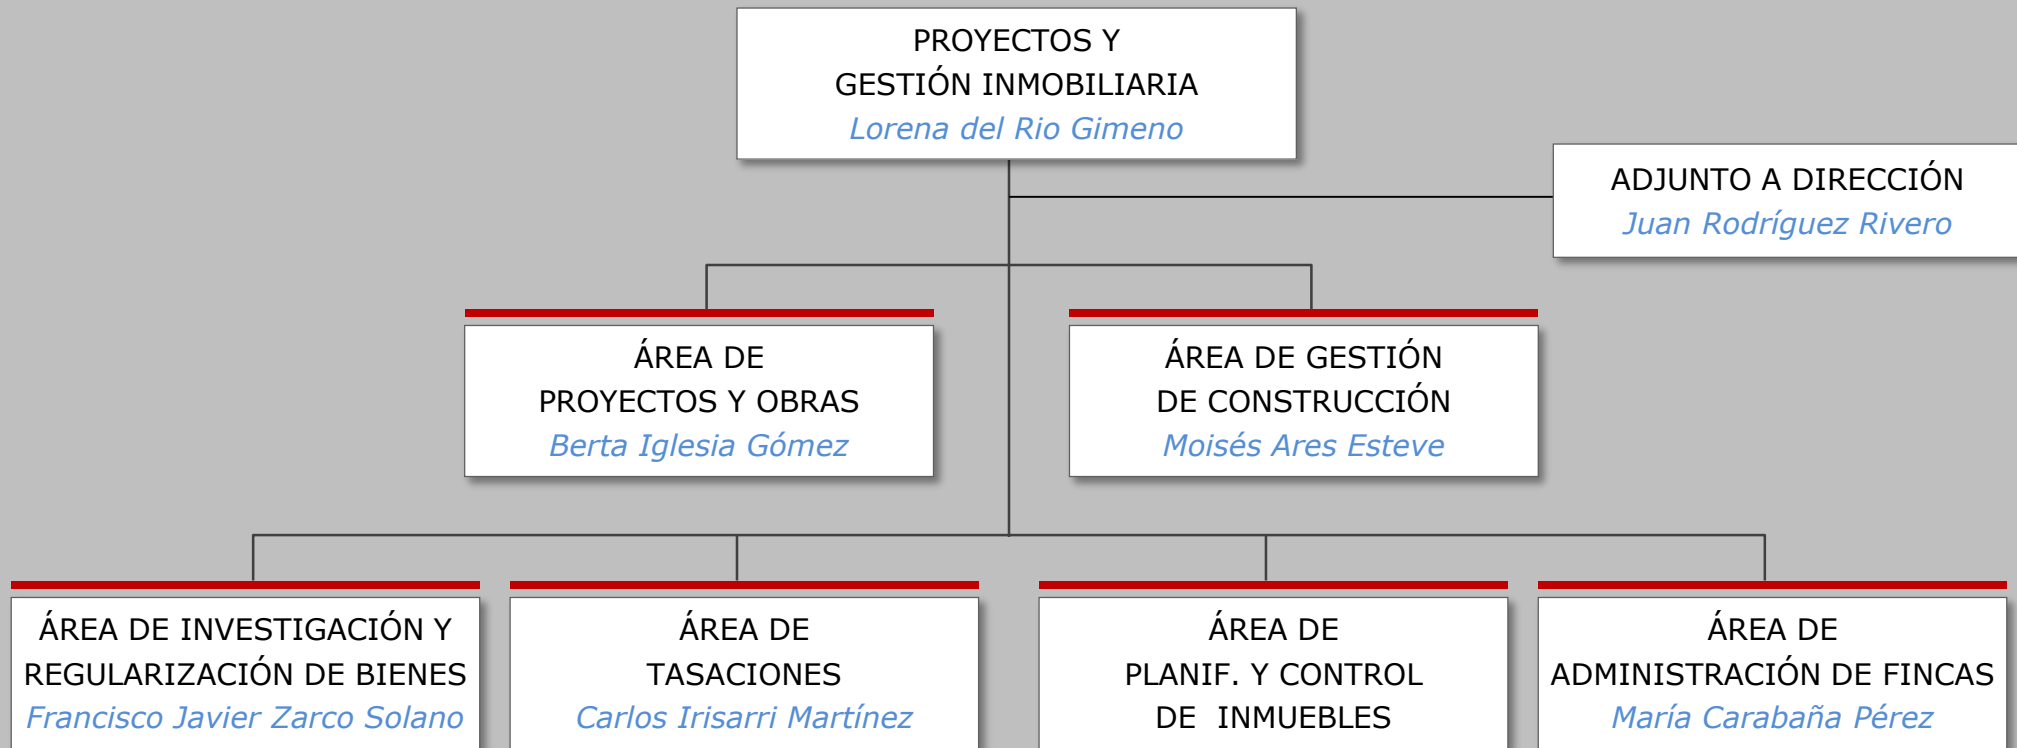 PROYECTOS Y
GESTIÓN INMOBILIARIA
Lorena del Rio Gimeno
ADJUNTO A DIRECCIÓN
Juan Rodríguez Rivero
ÁREA DE
PROYECTOS Y OBRAS
Berta Iglesia Gómez
ÁREA DE GESTIÓN
DE CONSTRUCCIÓN
Moisés Ares Esteve
ÁREA DE INVESTIGACIÓN Y
REGULARIZACIÓN DE BIENES
Francisco Javier Zarco Solano
ÁREA DE
TASACIONES
Carlos Irisarri Martínez
ÁREA DE
PLANIF. Y CONTROL
DE  INMUEBLES
ÁREA DE
ADMINISTRACIÓN DE FINCAS
María Carabaña Pérez